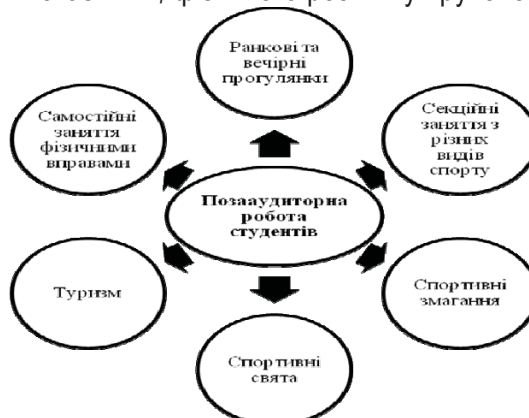 Ранкові та
вечірні
прогулянки
Самостійні
заняття
фізичними
вправами
Секційні
заняття з
різних
видів
спорту
Позааудиторна
робота
студентів
Туризм
Спортивні
змагання
Спортивні
свята